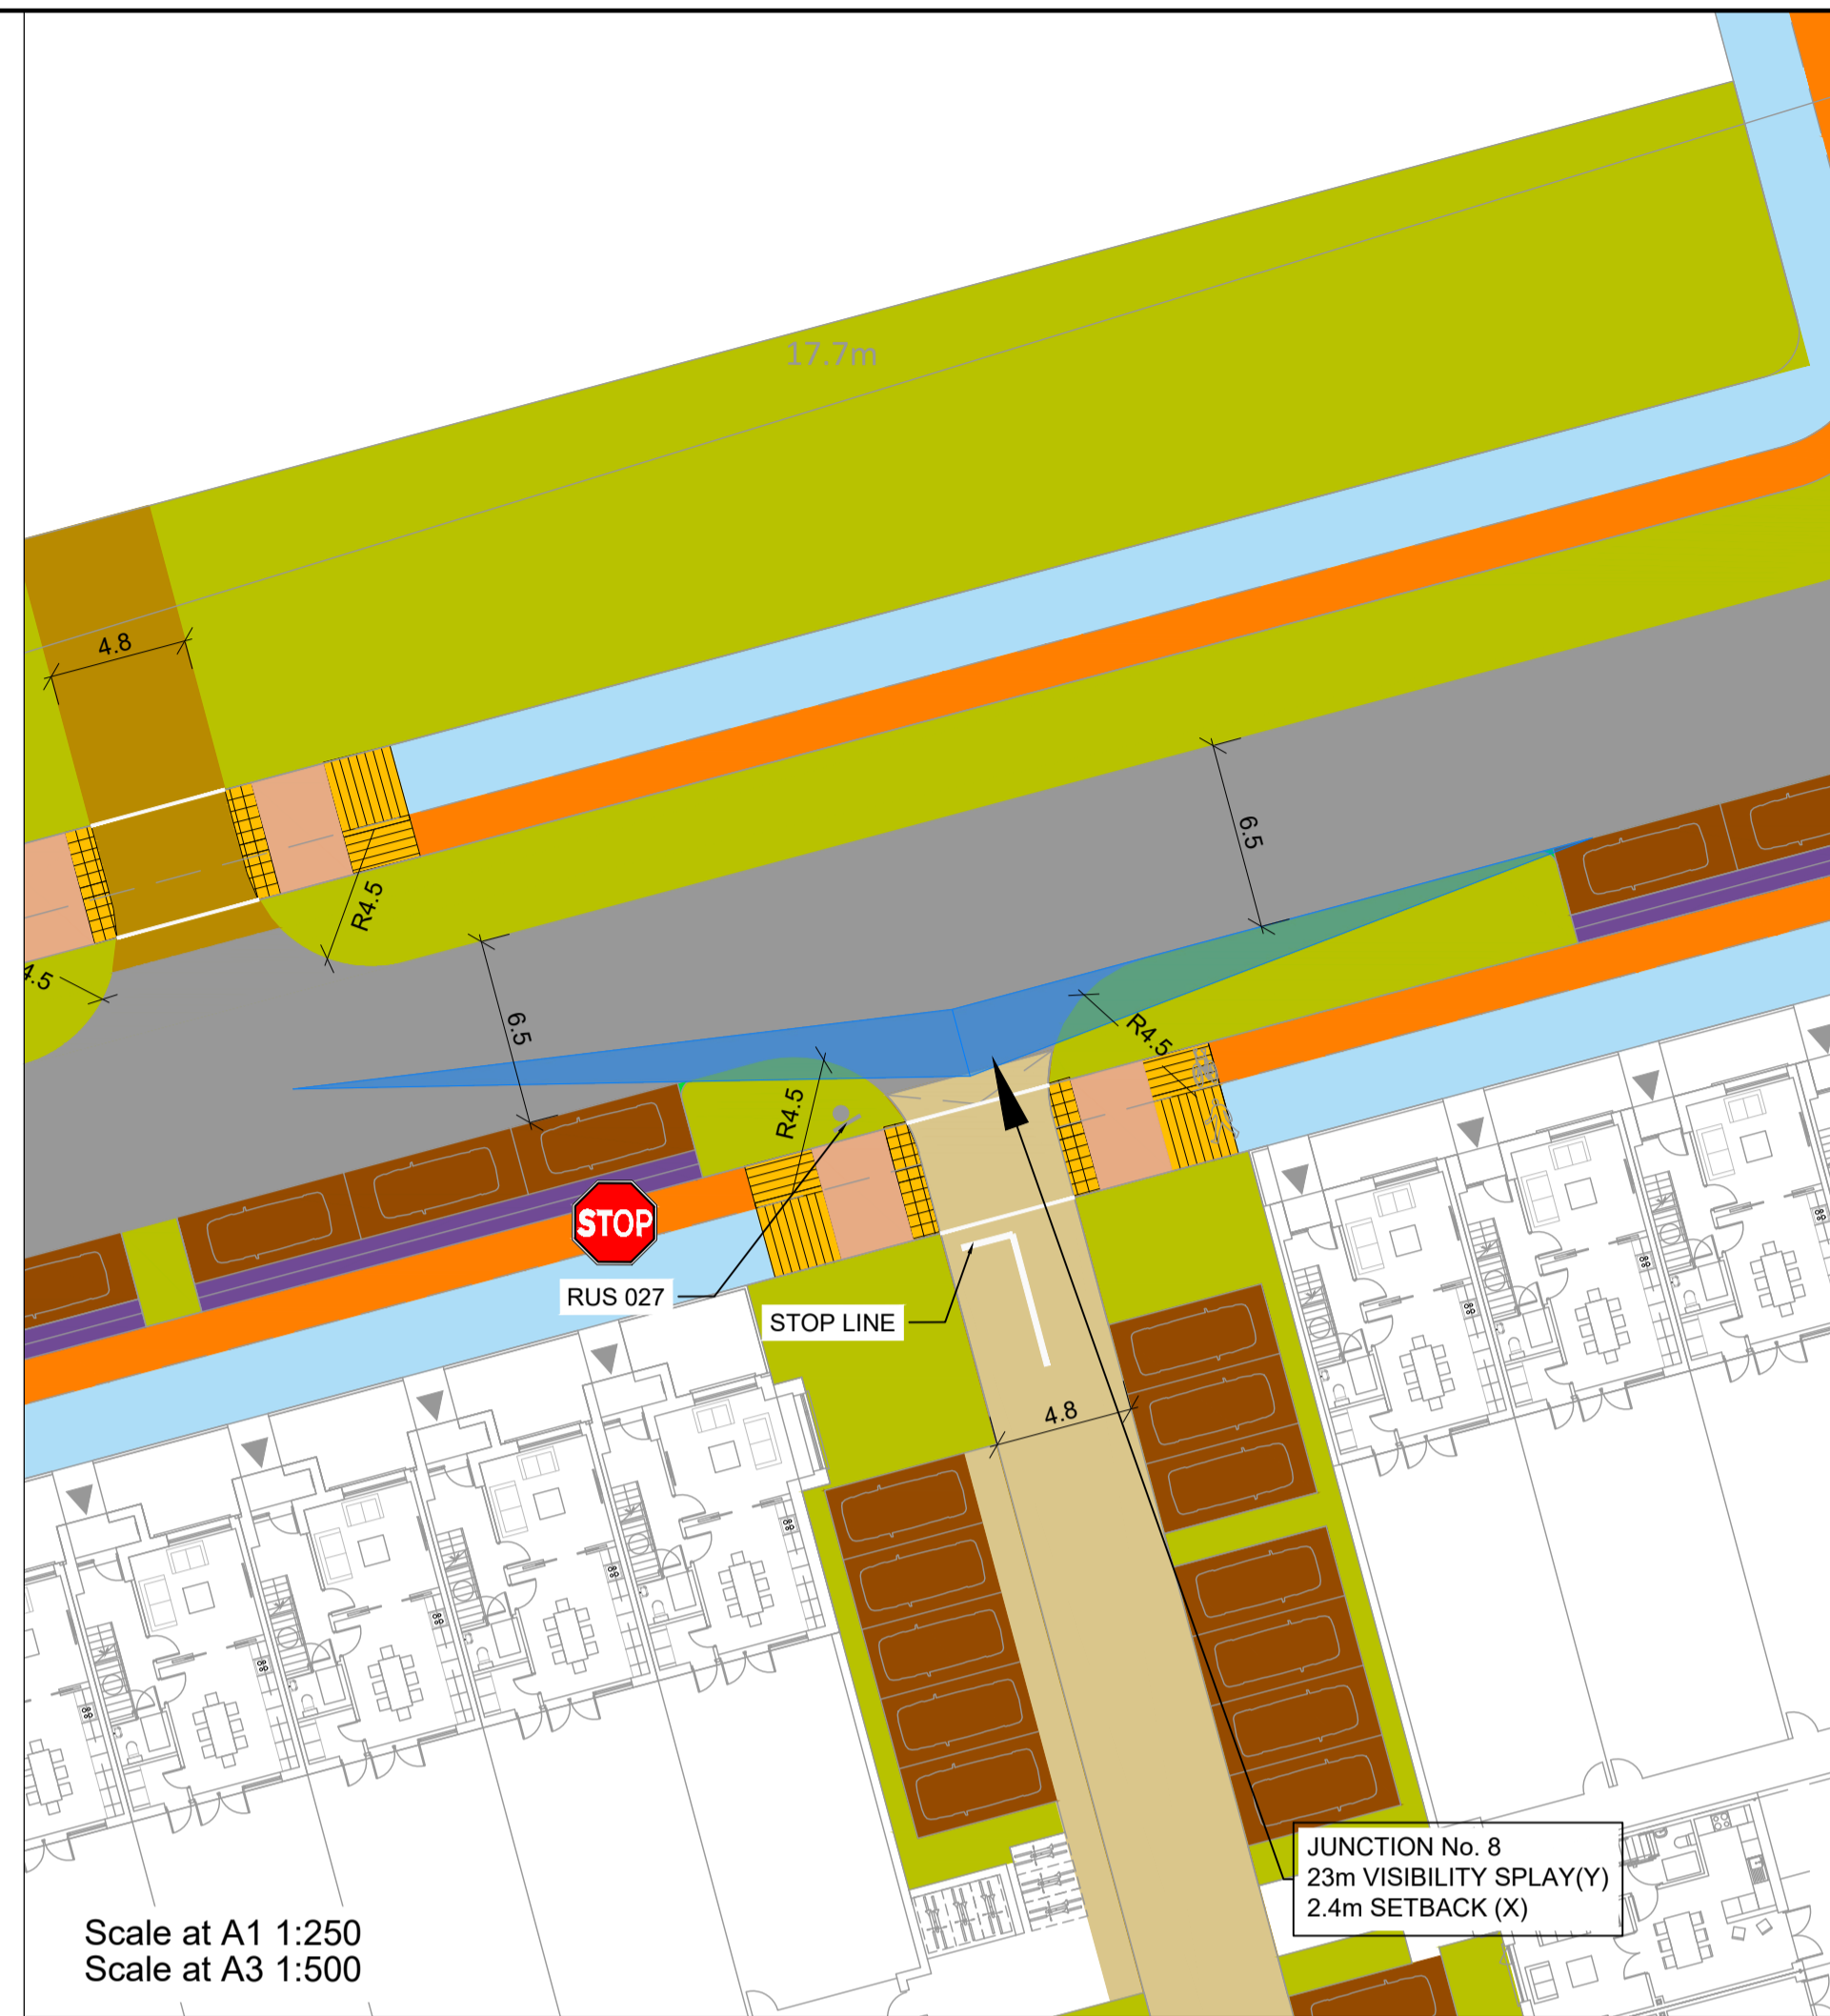 17.7m
4.8
6.5
R4.5
4.5
6.5
R4.5
R4.5
STOP
RUS 027
STOP LINE
4.8
JUNCTION No. 8
23m VISIBILITY SPLAY(Y)
2.4m SETBACK (X)
Scale at A1 1:250
Scale at A3 1:500